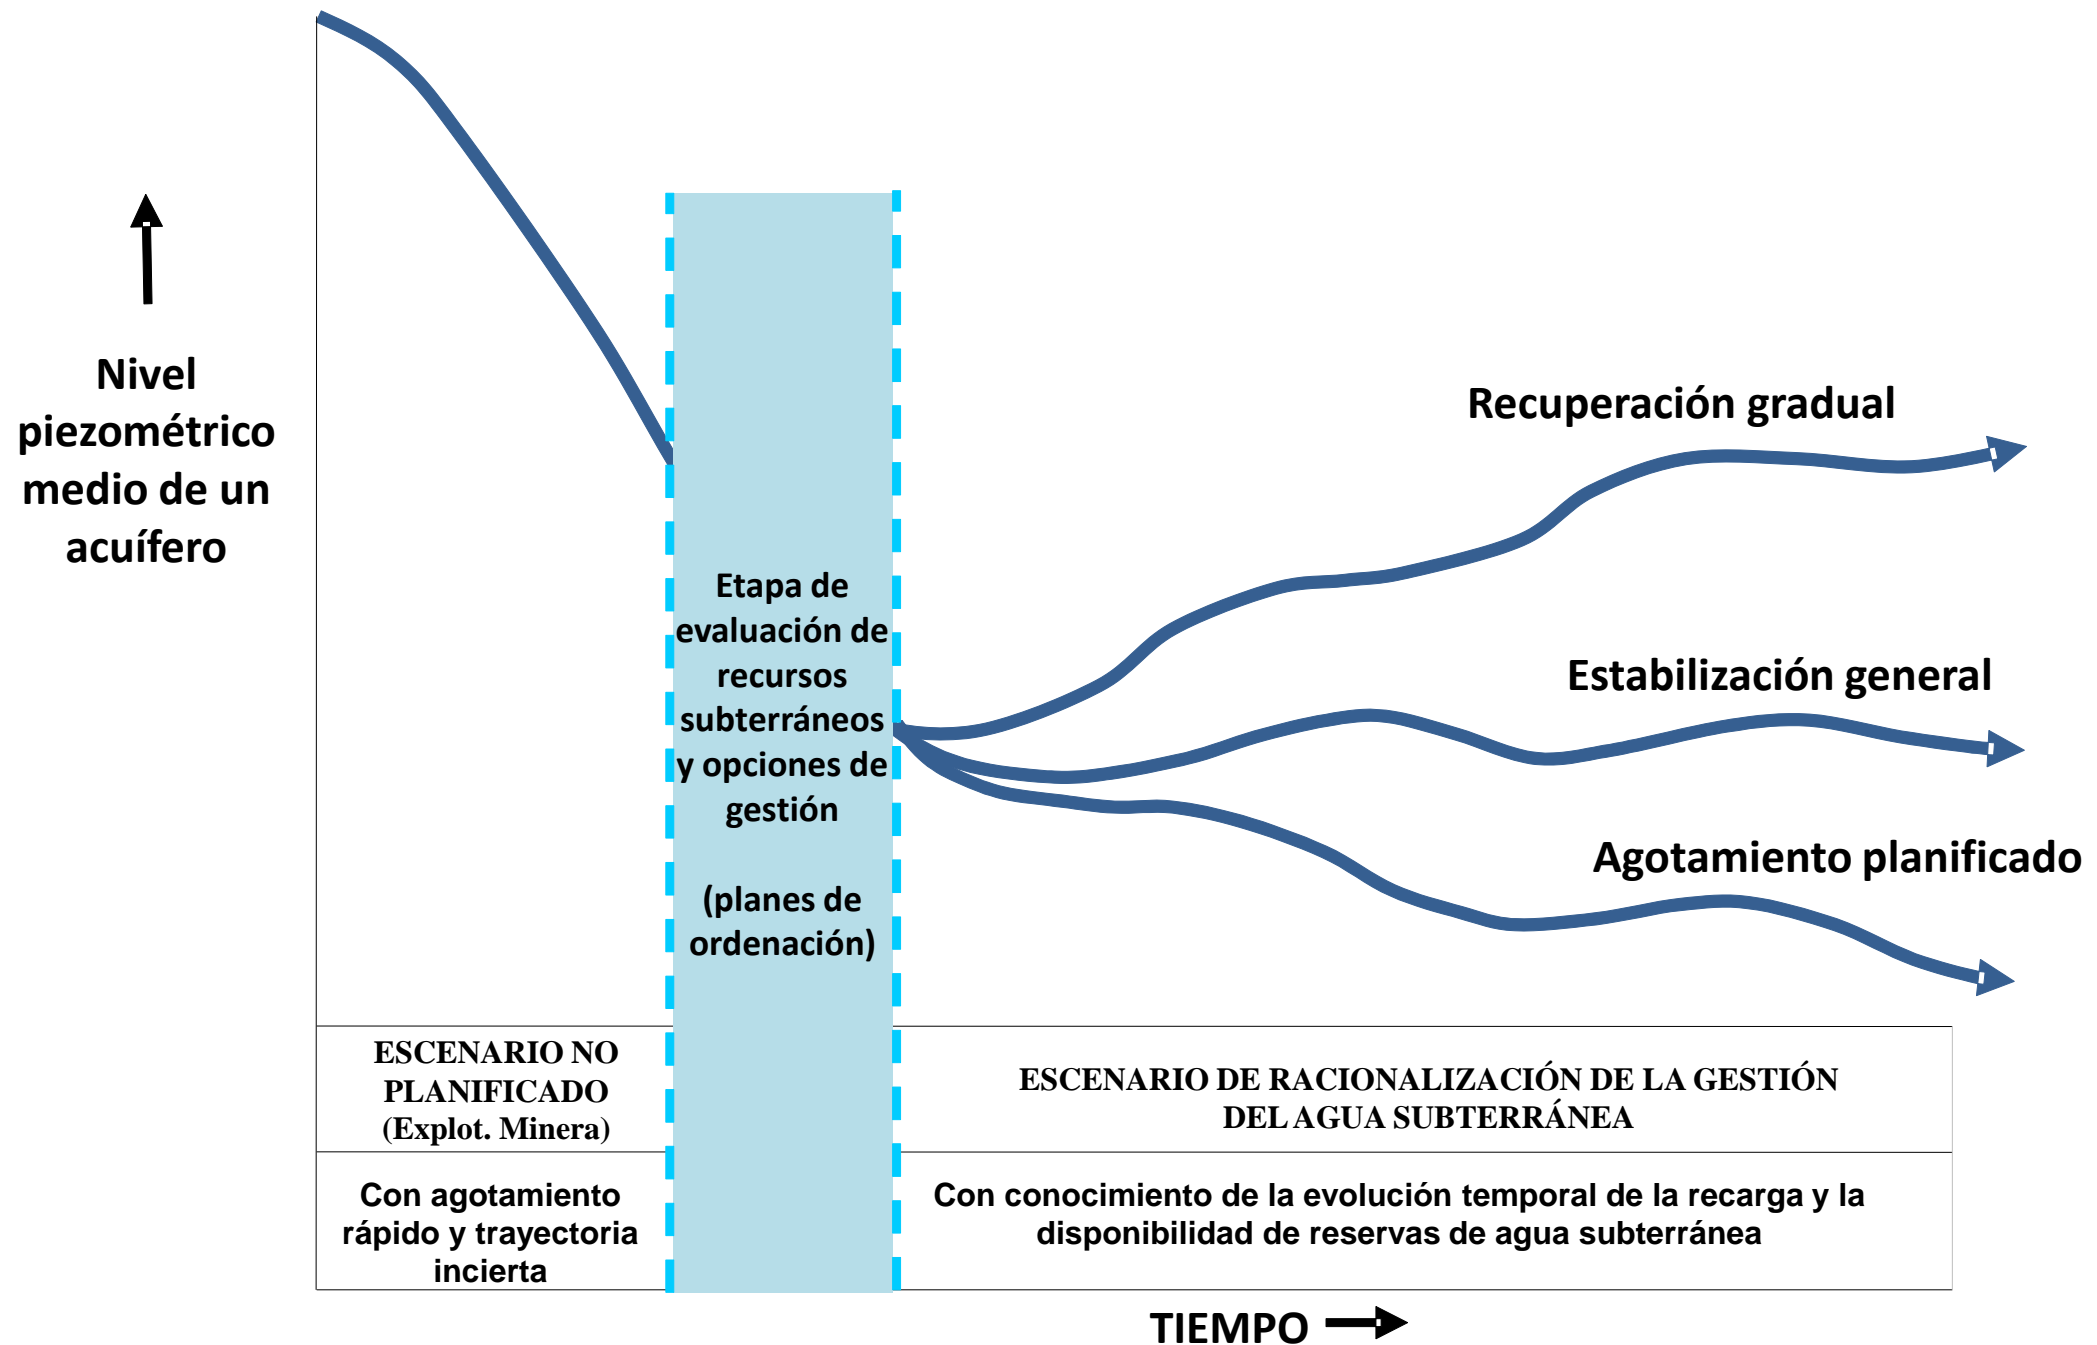 Nivel
piezométrico
medio de un
acuífero
Etapa de
evaluación de
recursos
subterráneos
y opciones de
gestión
(planes de
ordenación)
Recuperación gradual
Estabilización general
Agotamiento planificado
ESCENARIO NO
PLANIFICADO
(Explot. Minera)
ESCENARIO DE RACIONALIZACIÓN DE LA GESTIÓN
DEL AGUA SUBTERRÁNEA
Con agotamiento
rápido y trayectoria
incierta
Con conocimiento de la evolución temporal de la recarga y la
disponibilidad de reservas de agua subterránea
TIEMPO